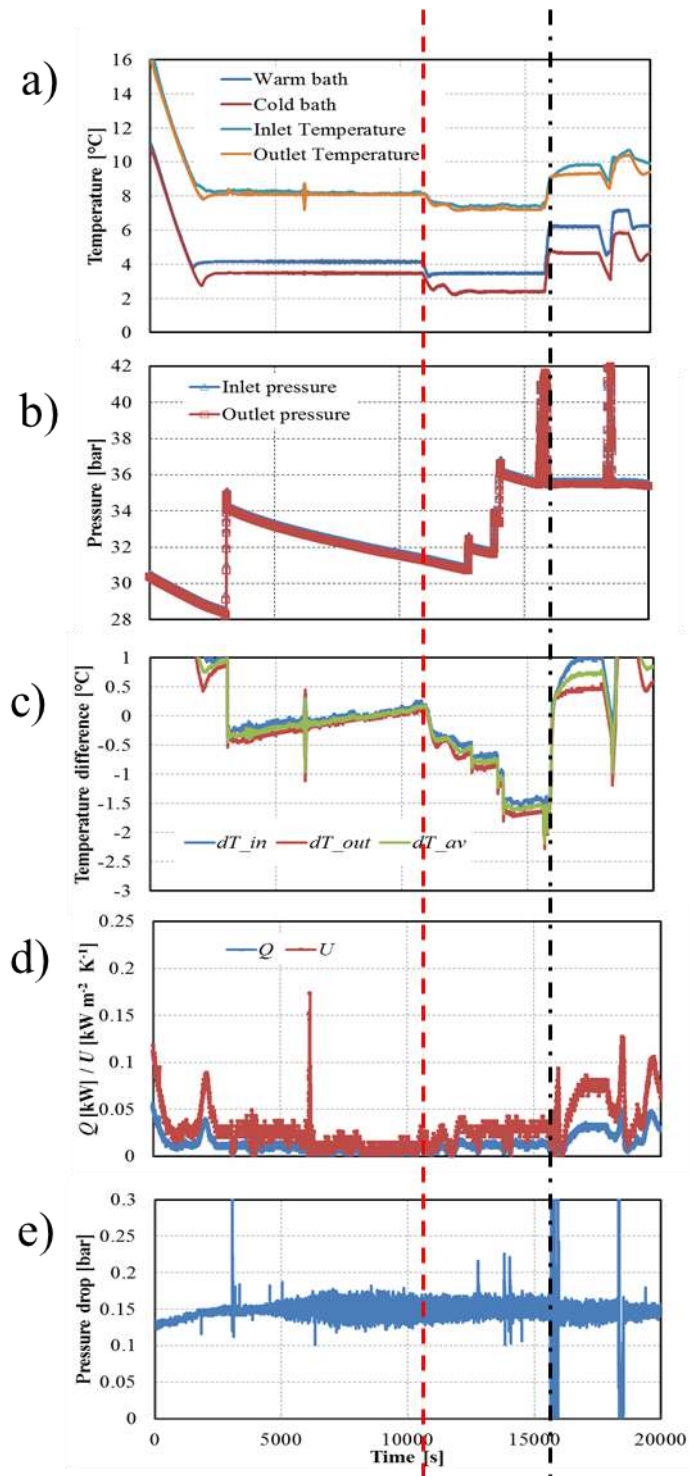 a)
Temperature [°C]
16
14
12
10
8
6
4
2
0
Warm bath
Cold bath
Inlet Temperature
Outlet Temperature
b)
Pressure [bar]
42
40
38
36
34
32
30
28
Inlet pressure
Outlet pressure
c)
Temperature difference [°C]
1
0.5
0
-0.5
-1
-1.5
-2
-2.5
-3
dT_in dT_out dT_av
d)
Q [kW] / U [kW m⁻² K⁻¹]
0.25
0.2
0.15
0.1
0.05
0
Q U
e)
Pressure drop [bar]
0.3
0.25
0.2
0.15
0.1
0.05
0
0 5000 10000 15000 20000
Time [s]